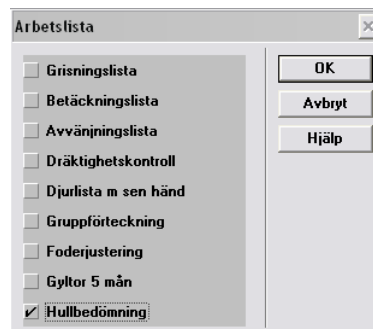 Arbetslista
Grisningslista
Betäckningslista
Avvänjningslista
Dräktighetskontroll
Djurlista m sen händ
Gruppförteckning
Foderjustering
Gyltor 5 mån
Hullbedömning
OK
Avbryt
Hjälp